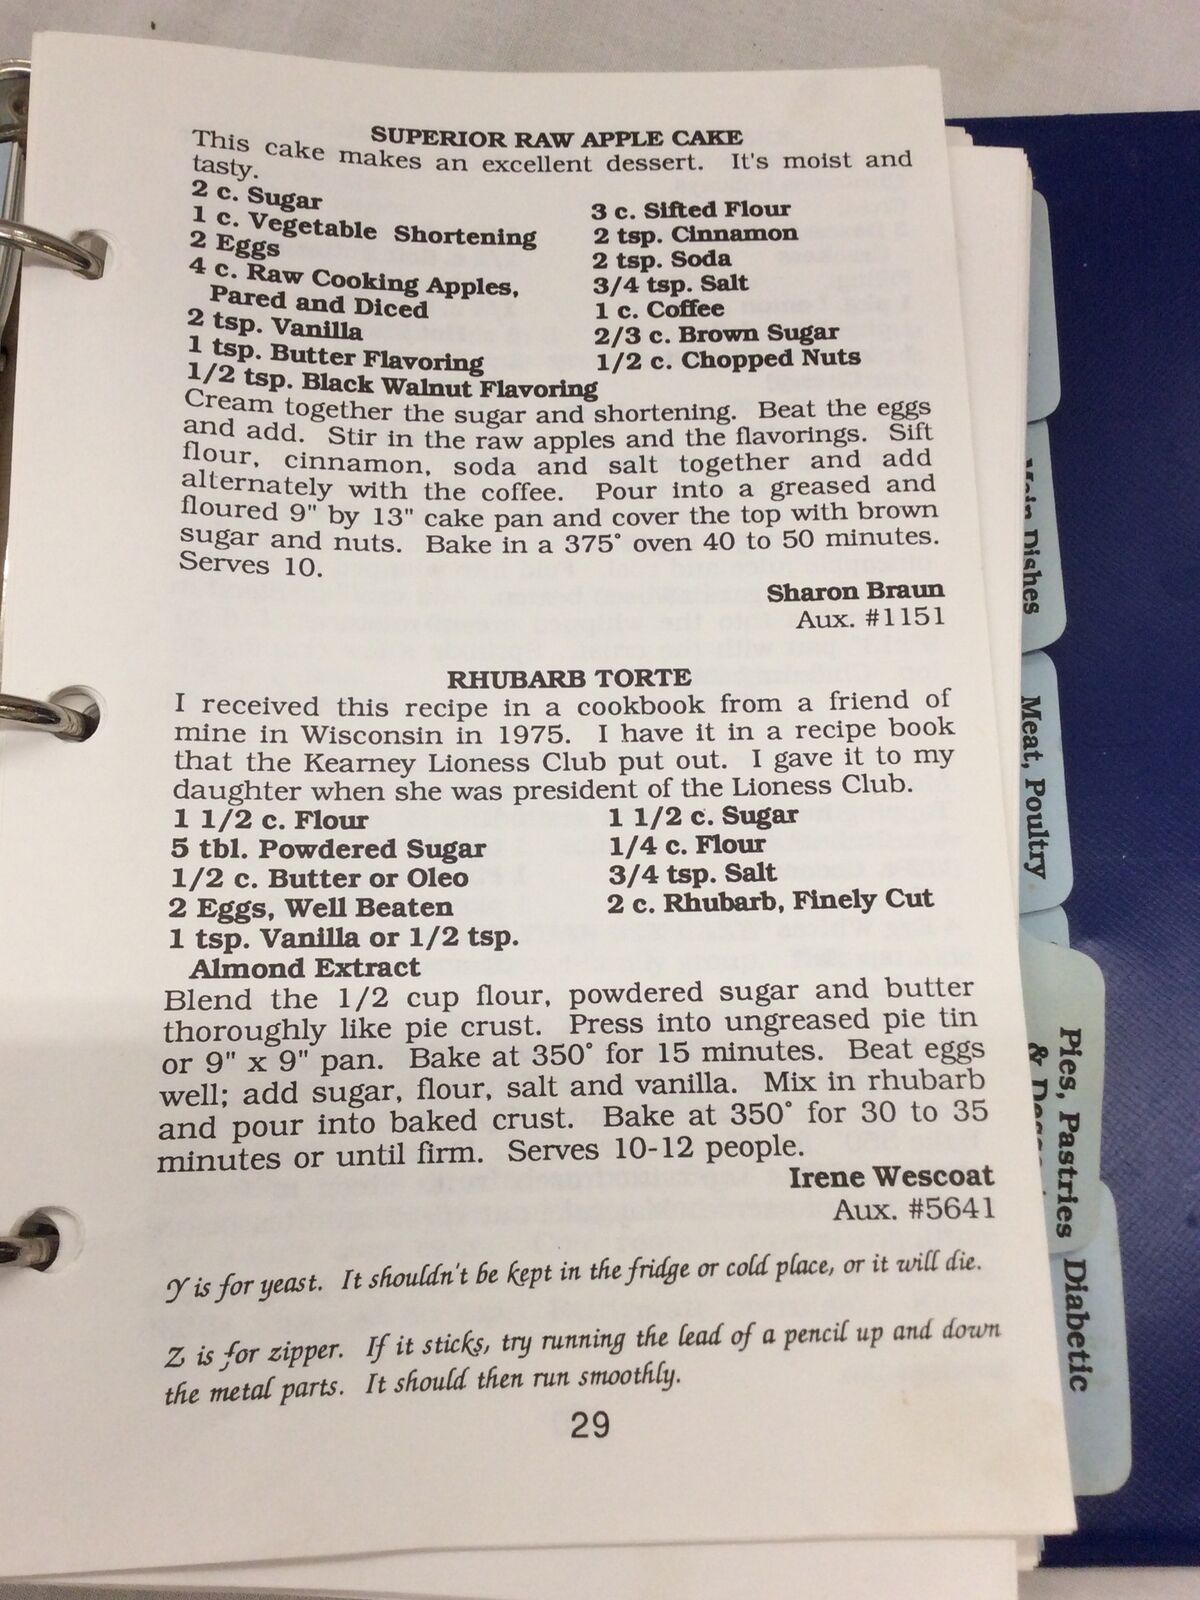 SUPERIOR RAW APPLE CAKE
This cake makes an excellent dessert. It's moist and
tasty.
2 c. Sugar
1 c. Vegetable Shortening
2 Eggs
4 c. Raw Cooking Apples,
Pared and Diced
2 tsp. Vanilla
1 tsp. Butter Flavoring
1/2 tsp. Black Walnut Flavoring
3 c. Sifted Flour
2 tsp. Cinnamon
2 tsp. Soda
3/4 tsp. Salt
1 c. Coffee
2/3 c. Brown Sugar
1/2 c. Chopped Nuts
Cream together the sugar and shortening. Beat the eggs
and add. Stir in the raw apples and the flavorings. Sift
flour, cinnamon, soda and salt together and add
alternately with the coffee. Pour into a greased and
floured 9" by 13" cake pan and cover the top with brown
sugar and nuts. Bake in a 375° oven 40 to 50 minutes.
Serves 10.
Sharon Braun
Aux. #1151
RHUBARB TORTE
I received this recipe in a cookbook from a friend of
mine in Wisconsin in 1975. I have it in a recipe book
that the Kearney Lioness Club put out. I gave it to my
daughter when she was president of the Lioness Club.
1 1/2 c. Flour
5 tbl. Powdered Sugar
1/2 c. Butter or Oleo
2 Eggs, Well Beaten
1 tsp. Vanilla or 1/2 tsp.
Almond Extract
1 1/2 c. Sugar
1/4 c. Flour
3/4 tsp. Salt
2 c. Rhubarb, Finely Cut
Blend the 1/2 cup flour, powdered sugar and butter
thoroughly like pie crust. Press into ungreased pie tin
or 9" x 9" pan. Bake at 350° for 15 minutes. Beat eggs
well; add sugar, flour, salt and vanilla. Mix in rhubarb
and pour into baked crust. Bake at 350° for 30 to 35
minutes or until firm. Serves 10-12 people.
Irene Wescoat
Aux. #5641
Y is for yeast. It shouldn't be kept in the fridge or cold place, or it will die.
Z is for zipper. If it sticks, try running the lead of a pencil up and down
the metal parts. It should then run smoothly.
29
Main Dishes
Meat, Poultry
Pies, Pastries
&
Diabetic